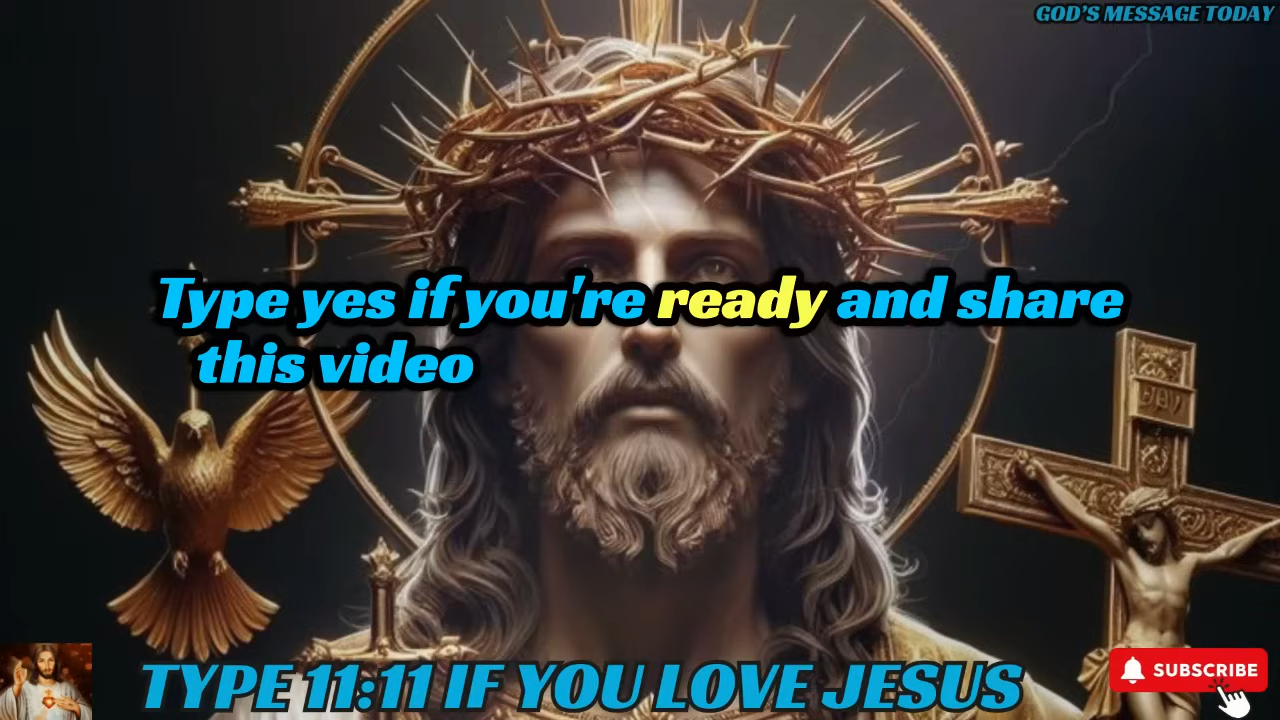 GOD'S MESSAGE TODAY
Type yes if you're ready and share
this video
TYPE 11:11 IF YOU LOVE JESUS
SUBSCRIBE